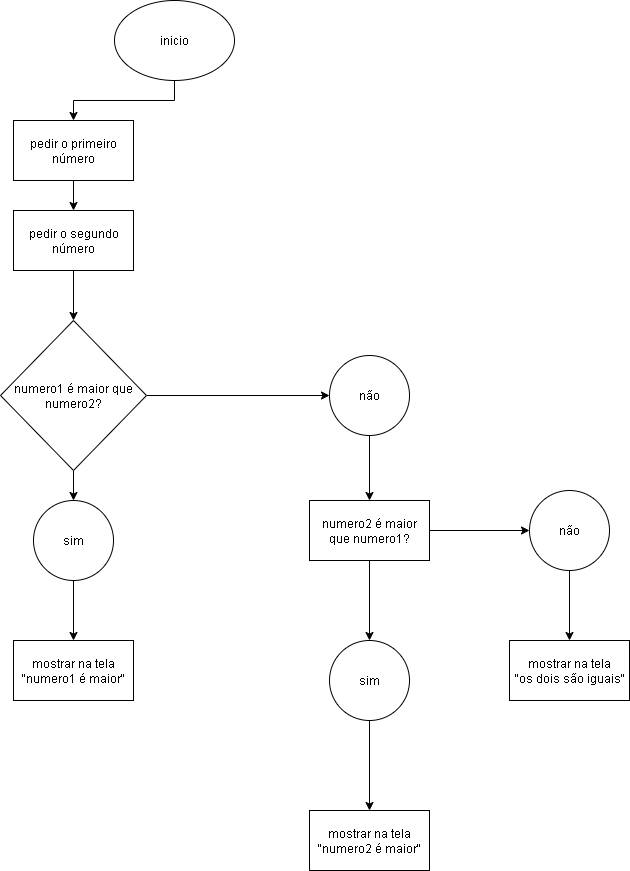 inicio
pedir o primeiro
número
pedir o segundo
número
numero1 é maior que
numero2?
não
sim
numero2 é maior
que numero1?
não
mostrar na tela
"numero1 é maior"
sim
mostrar na tela
"os dois são iguais"
mostrar na tela
"numero2 é maior"